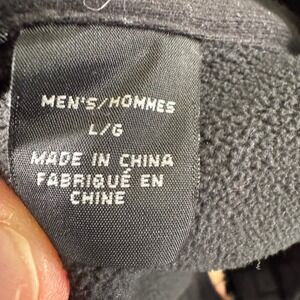 MEN'S/HOMMES
L/G
MADE IN CHINA
FABRIQUÉ EN
CHINE